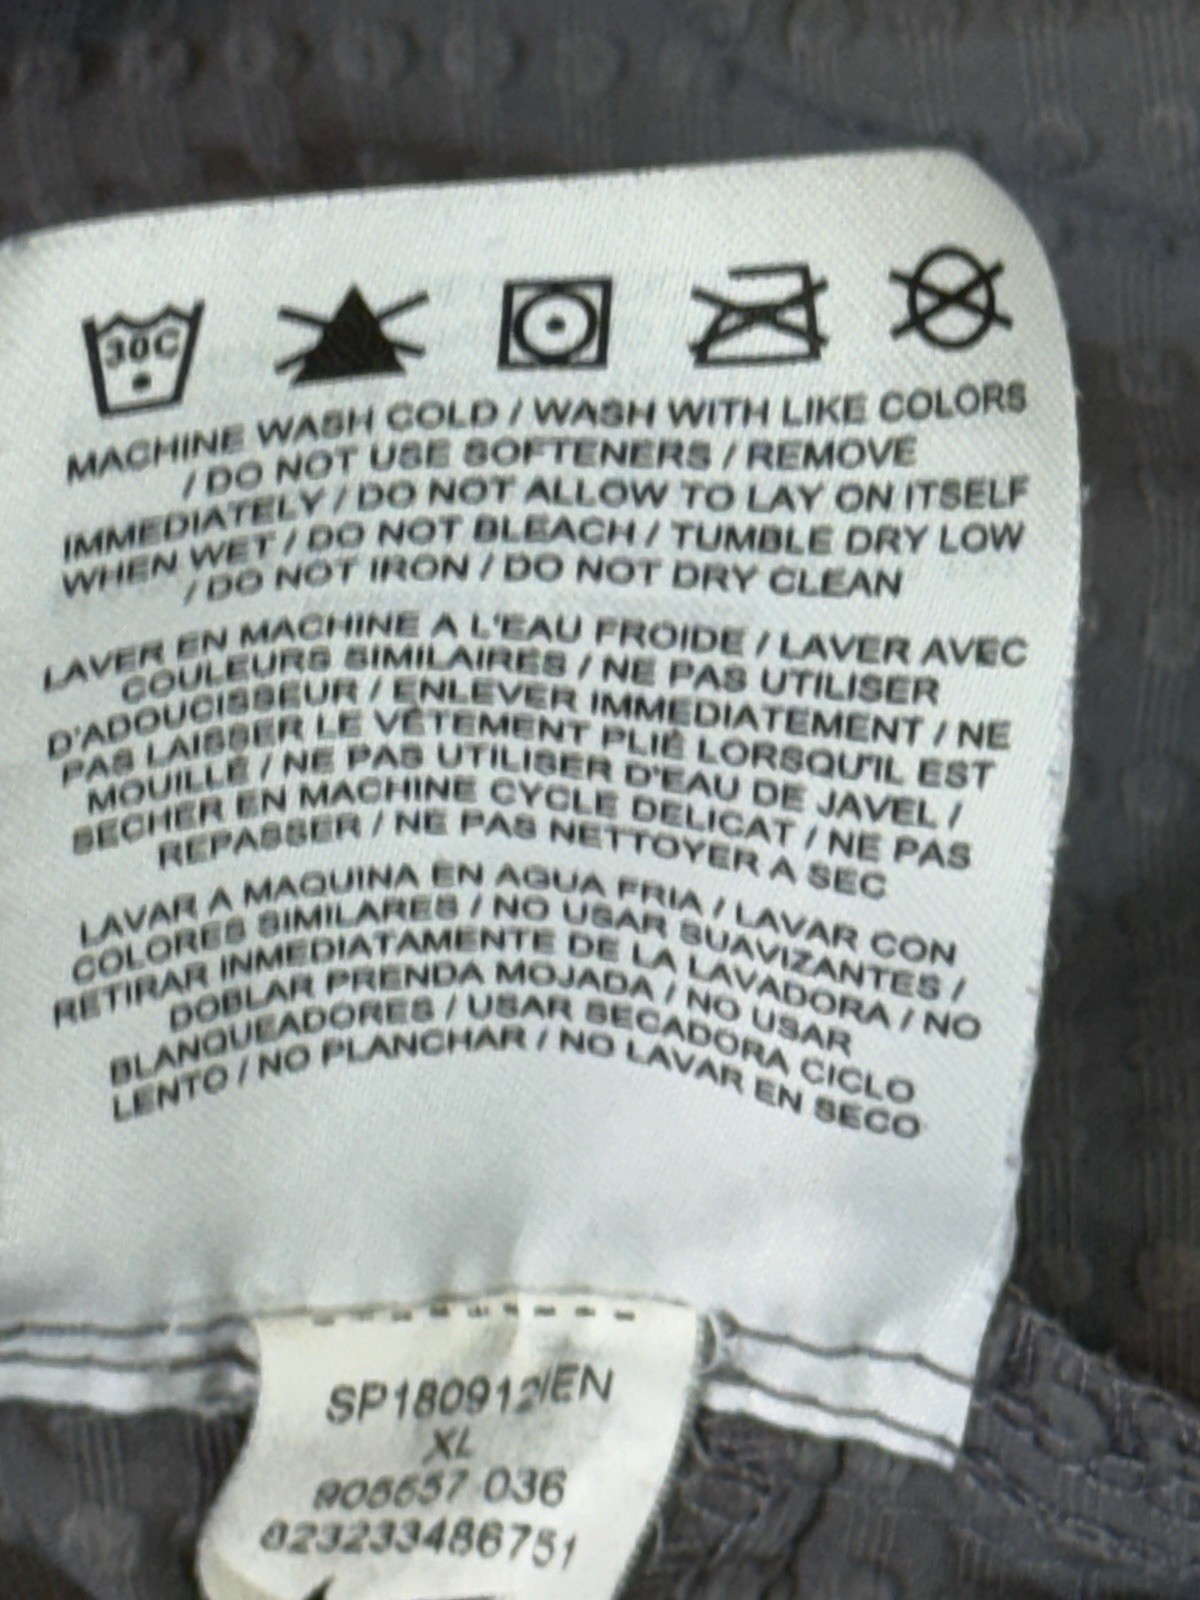 30C
MACHINE WASH COLD / WASH WITH LIKE COLORS
/ DO NOT USE SOFTENERS / REMOVE
IMMEDIATELY / DO NOT ALLOW TO LAY ON ITSELF
WHEN WET / DO NOT BLEACH / TUMBLE DRY LOW
/ DO NOT IRON / DO NOT DRY CLEAN
LAVER EN MACHINE A L'EAU FROIDE / LAVER AVEC
COULEURS SIMILAIRES / NE PAS UTILISER
D'ADOUCISSEUR / ENLEVER IMMEDIATEMENT / NE
PAS LAISSER LE VÊTEMENT PLIÉ LORSQU'IL EST
MOUILLÉ / NE PAS UTILISER D'EAU DE JAVEL /
SECHER EN MACHINE CYCLE DELICAT / NE PAS
REPASSER / NE PAS NETTOYER A SEC
LAVAR A MAQUINA EN AGUA FRIA / LAVAR CON
COLORES SIMILARES / NO USAR SUAVIZANTES /
RETIRAR INMEDIATAMENTE DE LA LAVADORA / NO
DOBLAR PRENDA MOJADA / NO USAR
BLANQUEADORES / USAR SECADORA CICLO
LENTO / NO PLANCHAR / NO LAVAR EN SECO
SP180912IEN
XL
036
023233486751